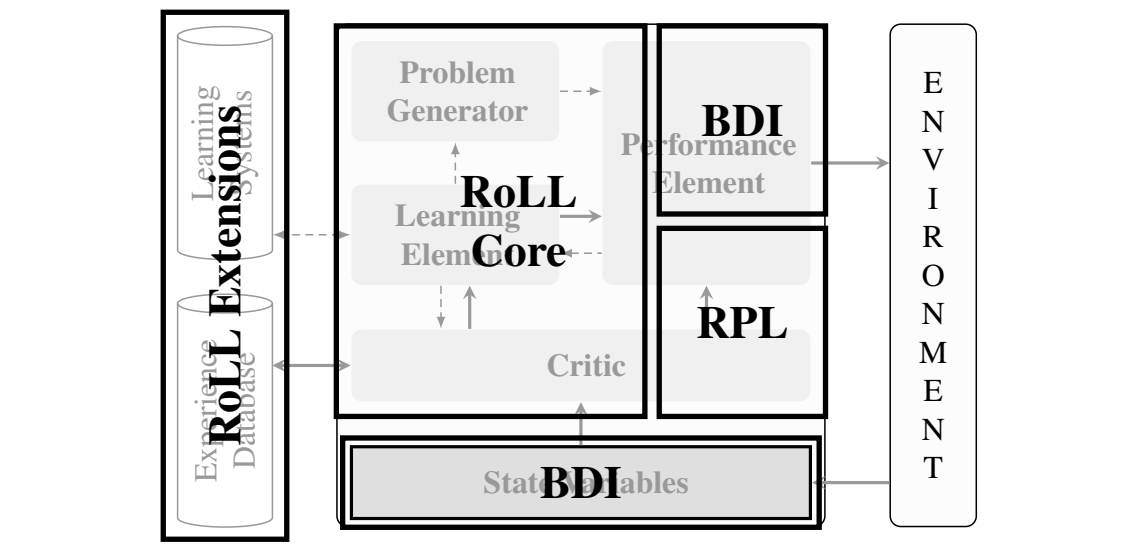 Learning
Systems
Experience
Database
RoLL Extensions
Problem
Generator
Learning
Element
RoLL
Core
Performance
Element
BDI
RPL
Critic
State Variables
BDI
ENVIRONMENT